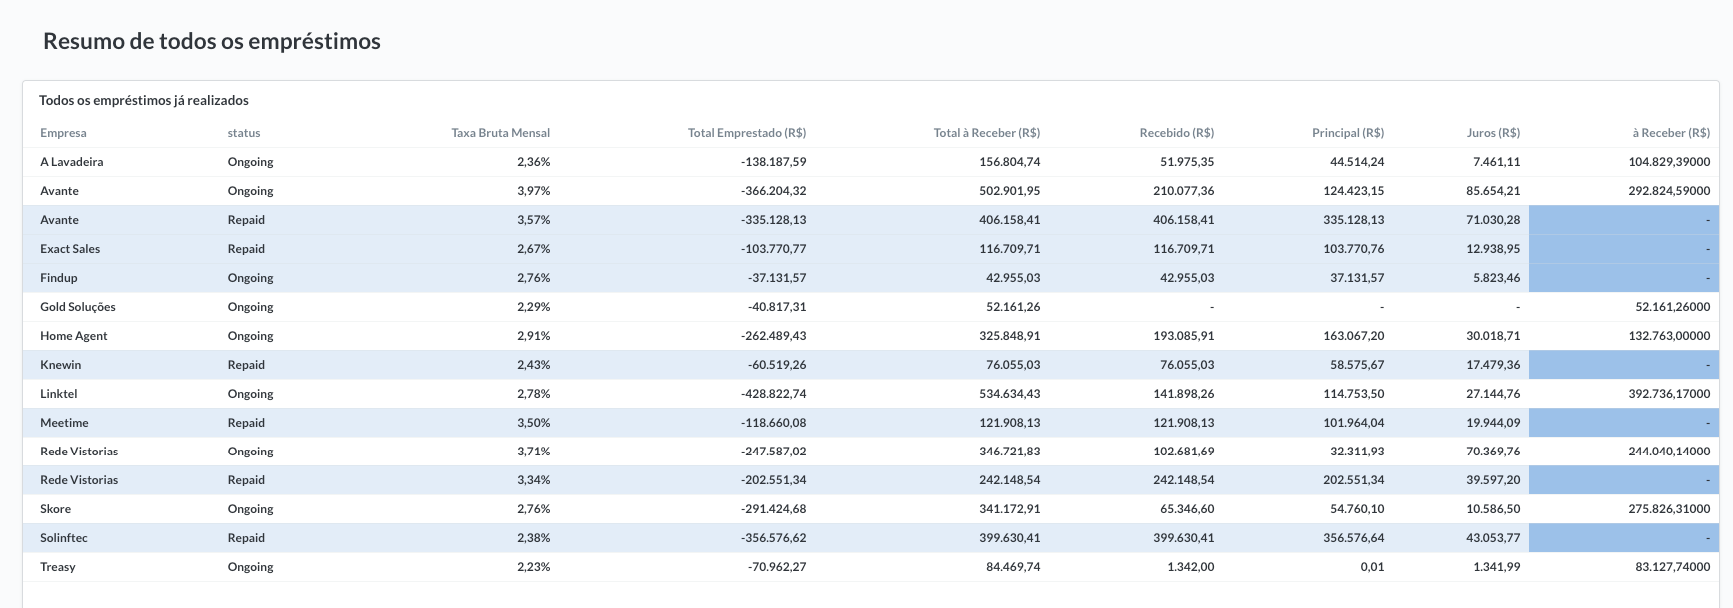 Resumo de todos os empréstimos
Todos os empréstimos já realizados
Empresa status Taxa Bruta Mensal Total Emprestado (R$) Total à Receber (R$) Recebido (R$) Principal (R$) Juros (R$) à Receber (R$)
A Lavadeira Ongoing 2,36% -138.187,59 156.804,74 51.975,35 44.514,24 7.461,11 104.829,39000
Avante Ongoing 3,97% -366.204,32 502.901,95 210.077,36 124.423,15 85.654,21 292.824,59000
Avante Repaid 3,57% -335.128,13 406.158,41 406.158,41 335.128,13 71.030,28 -
Exact Sales Repaid 2,67% -103.770,77 116.709,71 116.709,71 103.770,76 12.938,95 -
Findup Ongoing 2,76% -37.131,57 42.955,03 42.955,03 37.131,57 5.823,46 -
Gold Soluções Ongoing 2,29% -40.817,31 52.161,26 - - - 52.161,26000
Home Agent Ongoing 2,91% -262.489,43 325.848,91 193.085,91 163.067,20 30.018,71 132.763,00000
Knewin Repaid 2,43% -60.519,26 76.055,03 76.055,03 58.575,67 17.479,36 -
Linktel Ongoing 2,78% -428.822,74 534.634,43 141.898,26 114.753,50 27.144,76 392.736,17000
Meetime Repaid 3,50% -118.660,08 121.908,13 121.908,13 101.964,04 19.944,09 -
Rede Vistorias Ongoing 3,71% -247.587,02 346.721,83 102.681,69 32.311,93 70.369,76 244.040,14000
Rede Vistorias Repaid 3,34% -202.551,34 242.148,54 242.148,54 202.551,34 39.597,20 -
Skore Ongoing 2,76% -291.424,68 341.172,91 65.346,60 54.760,10 10.586,50 275.826,31000
Solinftec Repaid 2,38% -356.576,62 399.630,41 399.630,41 356.576,64 43.053,77 -
Treasy Ongoing 2,23% -70.962,27 84.469,74 1.342,00 0,01 1.341,99 83.127,74000